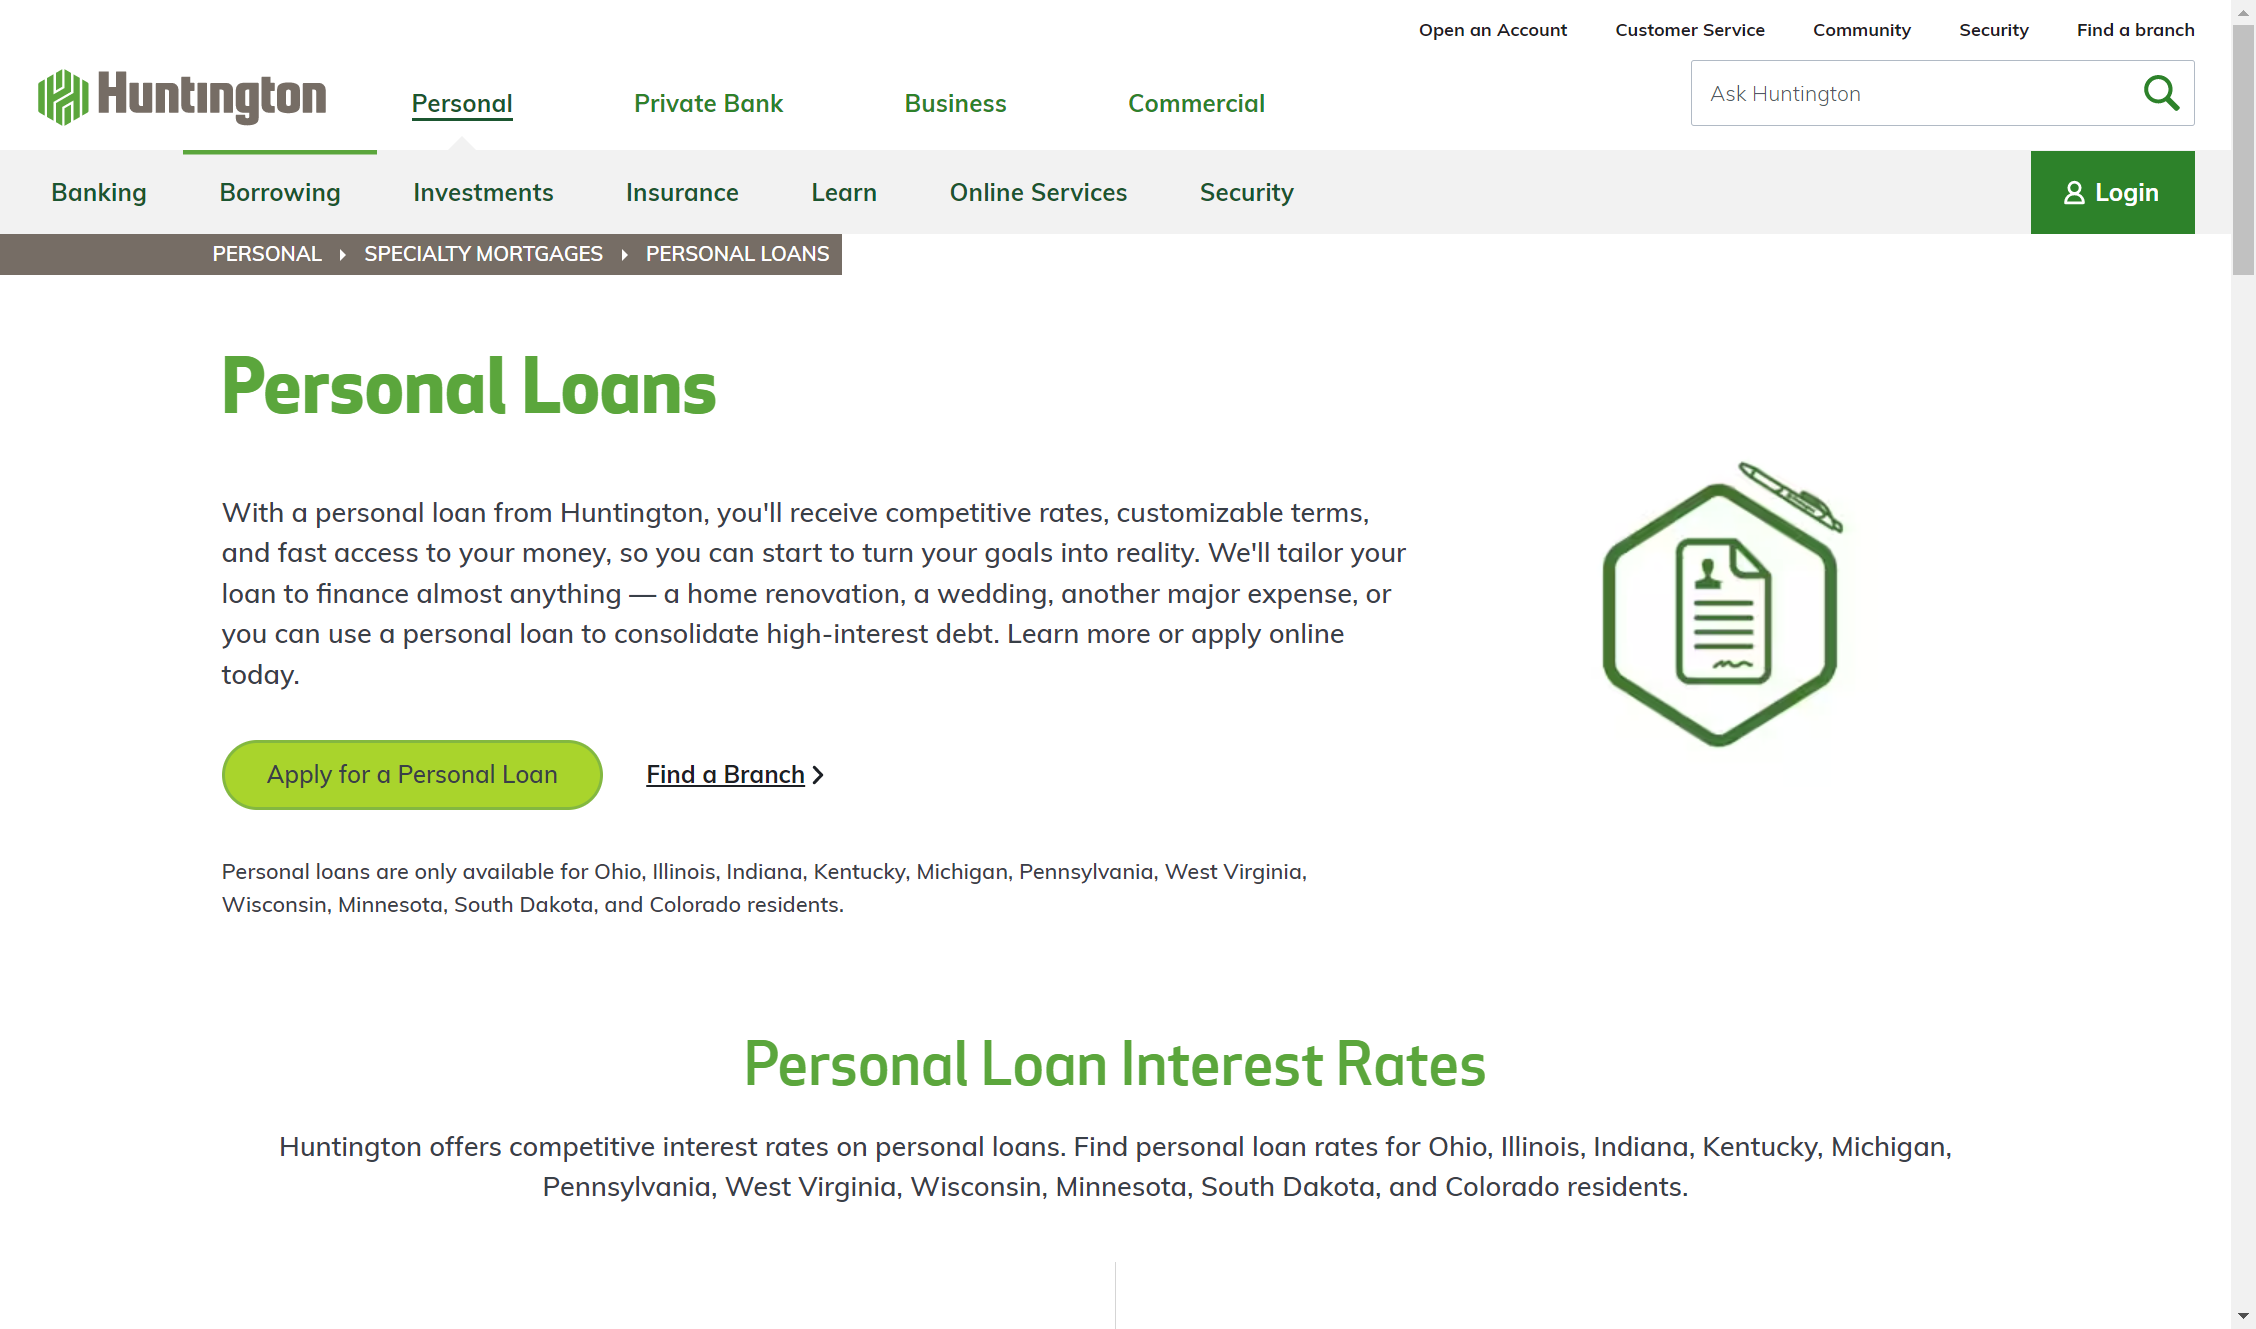 Open an Account
Customer Service
Community
Security
Find a branch
Huntington
Personal
Private Bank
Business
Commercial
Ask Huntington
Banking
Borrowing
Investments
Insurance
Learn
Online Services
Security
Login
PERSONAL
SPECIALTY MORTGAGES
PERSONAL LOANS
Personal Loans
With a personal loan from Huntington, you'll receive competitive rates, customizable terms,
and fast access to your money, so you can start to turn your goals into reality. We'll tailor your
loan to finance almost anything — a home renovation, a wedding, another major expense, or
you can use a personal loan to consolidate high-interest debt. Learn more or apply online
today.
Apply for a Personal Loan
Find a Branch
Personal loans are only available for Ohio, Illinois, Indiana, Kentucky, Michigan, Pennsylvania, West Virginia,
Wisconsin, Minnesota, South Dakota, and Colorado residents.
Personal Loan Interest Rates
Huntington offers competitive interest rates on personal loans. Find personal loan rates for Ohio, Illinois, Indiana, Kentucky, Michigan,
Pennsylvania, West Virginia, Wisconsin, Minnesota, South Dakota, and Colorado residents.